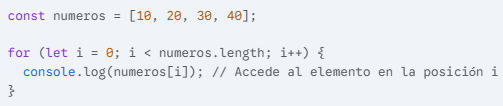 const numeros = [10, 20, 30, 40];
for (let i = 0; i < numeros.length; i++) {
console.log(numeros[i]); // Accede al elemento en la posición i
}